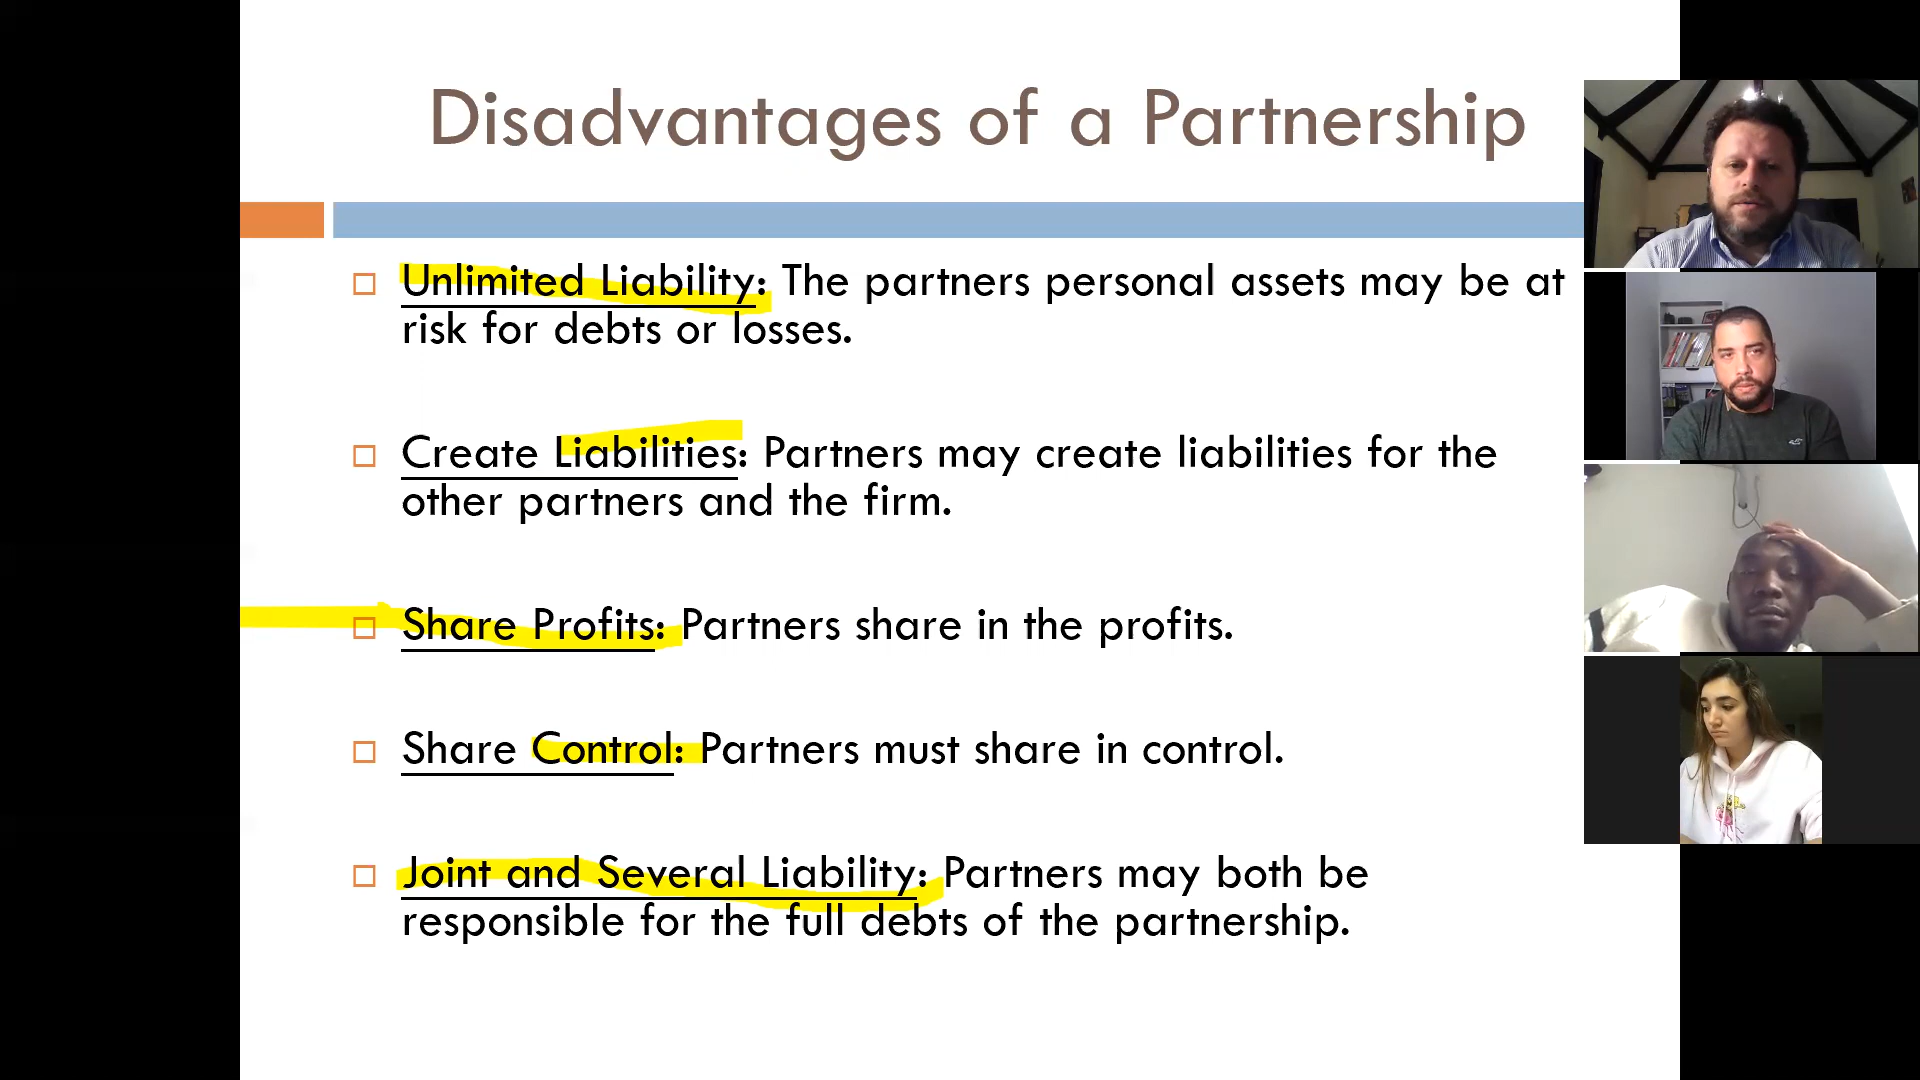 Disadvantages of a Partnership
Unlimited Liability: The partners personal assets may be at
risk for debts or losses.
Create Liabilities: Partners may create liabilities for the
other partners and the firm.
Share Profits: Partners share in the profits.
Share Control: Partners must share in control.
Joint and Several Liability: Partners may both be
responsible for the full debts of the partnership.